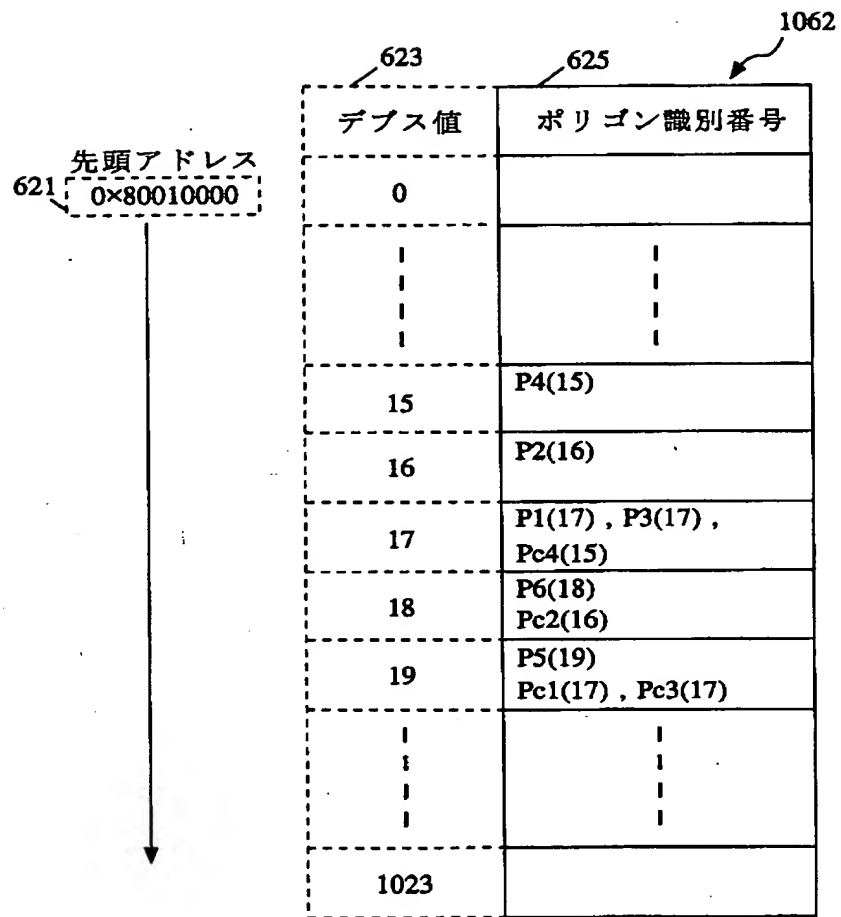 1062
623
625
デプス値
ポリゴン識別番号
先頭アドレス
621
0×80010000
0
15
P4(15)
16
P2(16)
17
P1(17) , P3(17) ,
Pc4(15)
18
P6(18)
Pc2(16)
19
P5(19)
Pc1(17) , Pc3(17)
1023